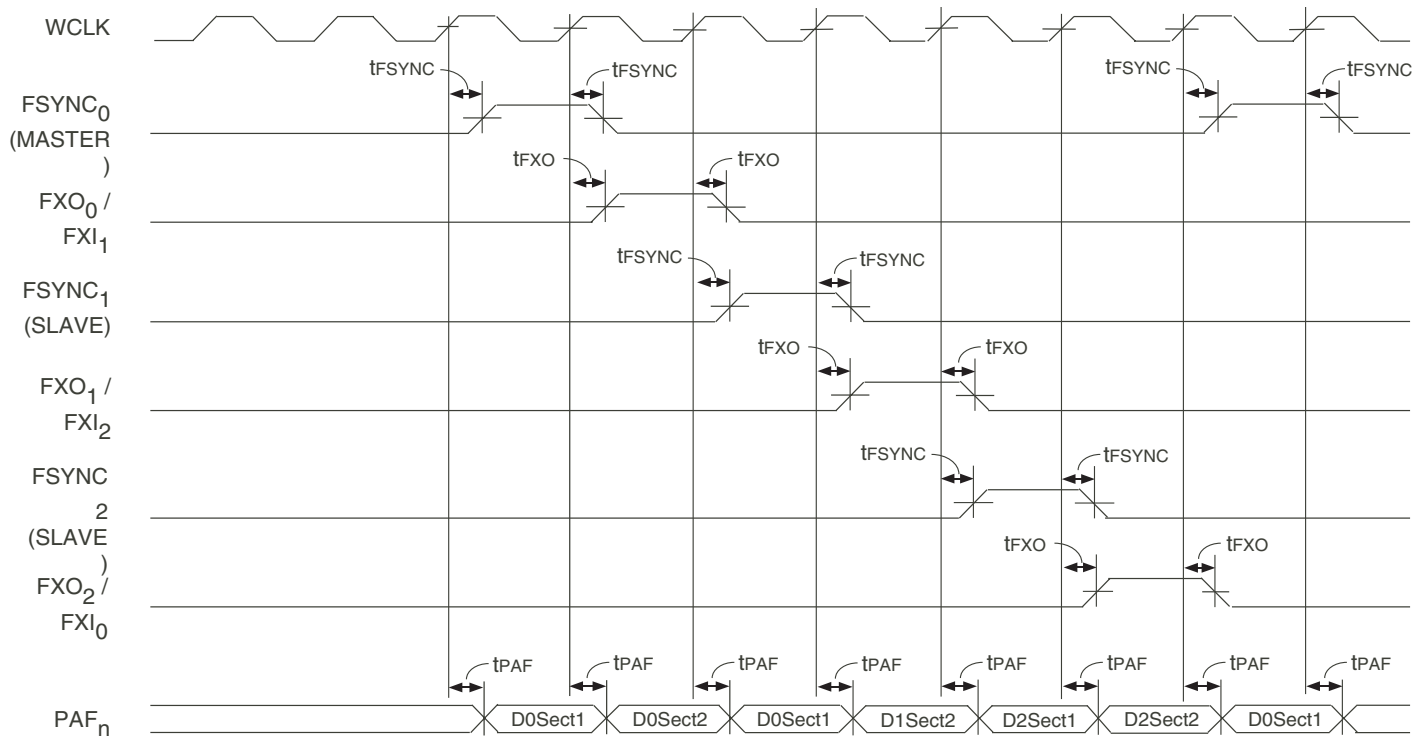 WCLK
tFSYNC tFSYNC tFSYNC tFSYNC
FSYNC0
(MASTER
)
tFXO tFXO
FXO0 /
FXI1
tFSYNC tFSYNC
FSYNC1
(SLAVE)
tFXO tFXO
FXO1 /
FXI2
tFSYNC tFSYNC
FSYNC
2
(SLAVE
)
tFXO tFXO
FXO2 /
FXI0
tPAF tPAF tPAF tPAF tPAF tPAF tPAF tPAF
PAFn D0Sect1 D0Sect2 D0Sect1 D1Sect2 D2Sect1 D2Sect2 D0Sect1